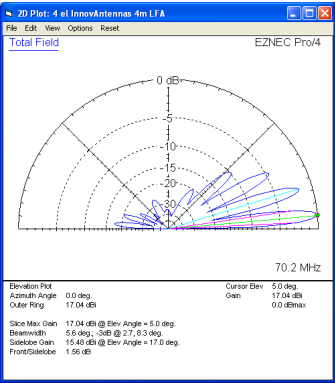 2D Plot: 4 el InnovAntennas 4m LFA
File Edit View Options Reset
Total Field
EZNEC Pro/4
0 dB
-5
-10
-15
-20
-30
70.2 MHz
Elevation Plot
Cursor Elev 5.0 deg.
Azimuth Angle 0.0 deg.
Gain 17.04 dBi
Outer Ring 17.04 dBi
0.0 dBmax
Slice Max Gain 17.04 dBi @ Elev Angle = 5.0 deg.
Beamwidth 5.6 deg.; -3dB @ 2.7, 8.3 deg.
Sidelobe Gain 15.48 dBi @ Elev Angle = 17.0 deg.
Front/Sidelobe 1.56 dB